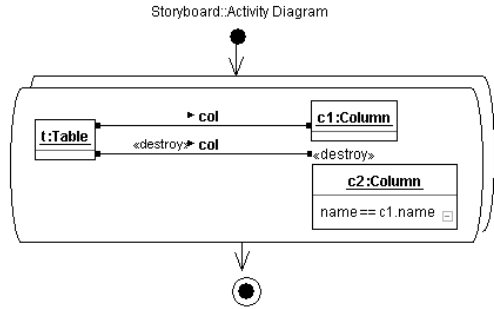 Storyboard::Activity Diagram
col
c1:Column
t:Table
«destroy» col
«destroy»
c2:Column
name == c1.name